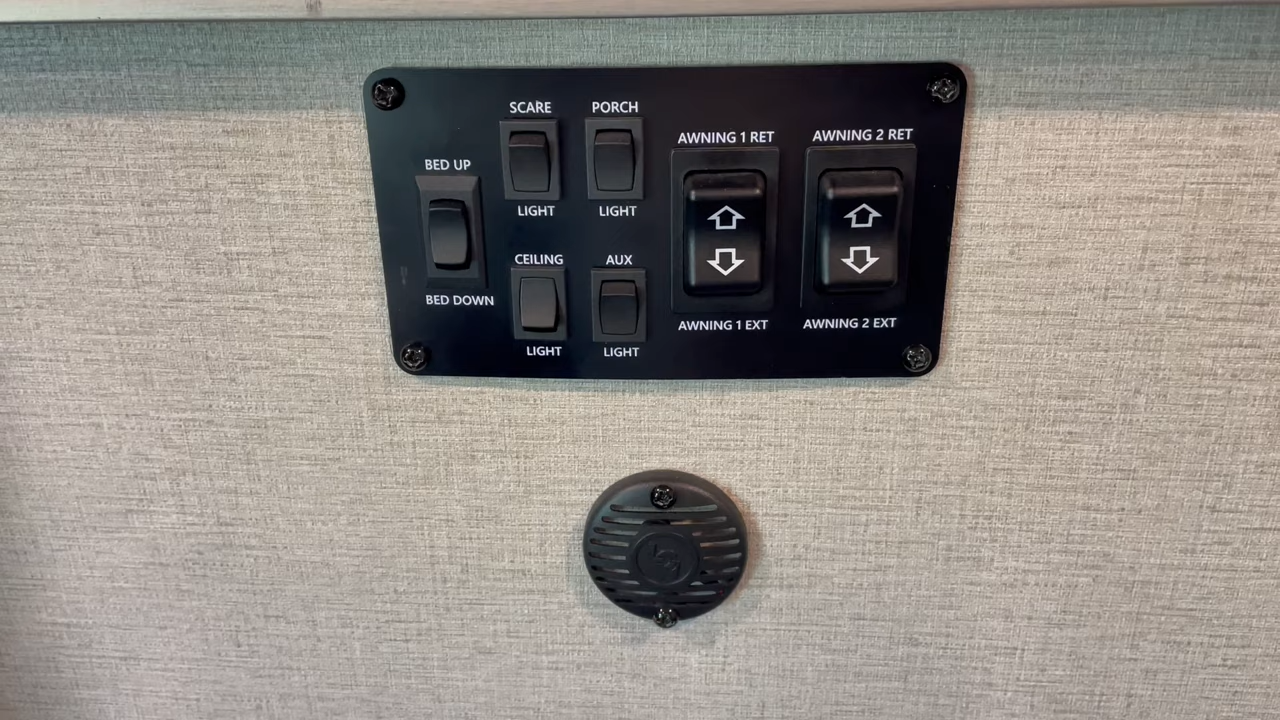 BED UP
BED DOWN
SCARE
LIGHT
PORCH
LIGHT
CEILING
LIGHT
AUX
LIGHT
AWNING 1 RET
AWNING 1 EXT
AWNING 2 RET
AWNING 2 EXT